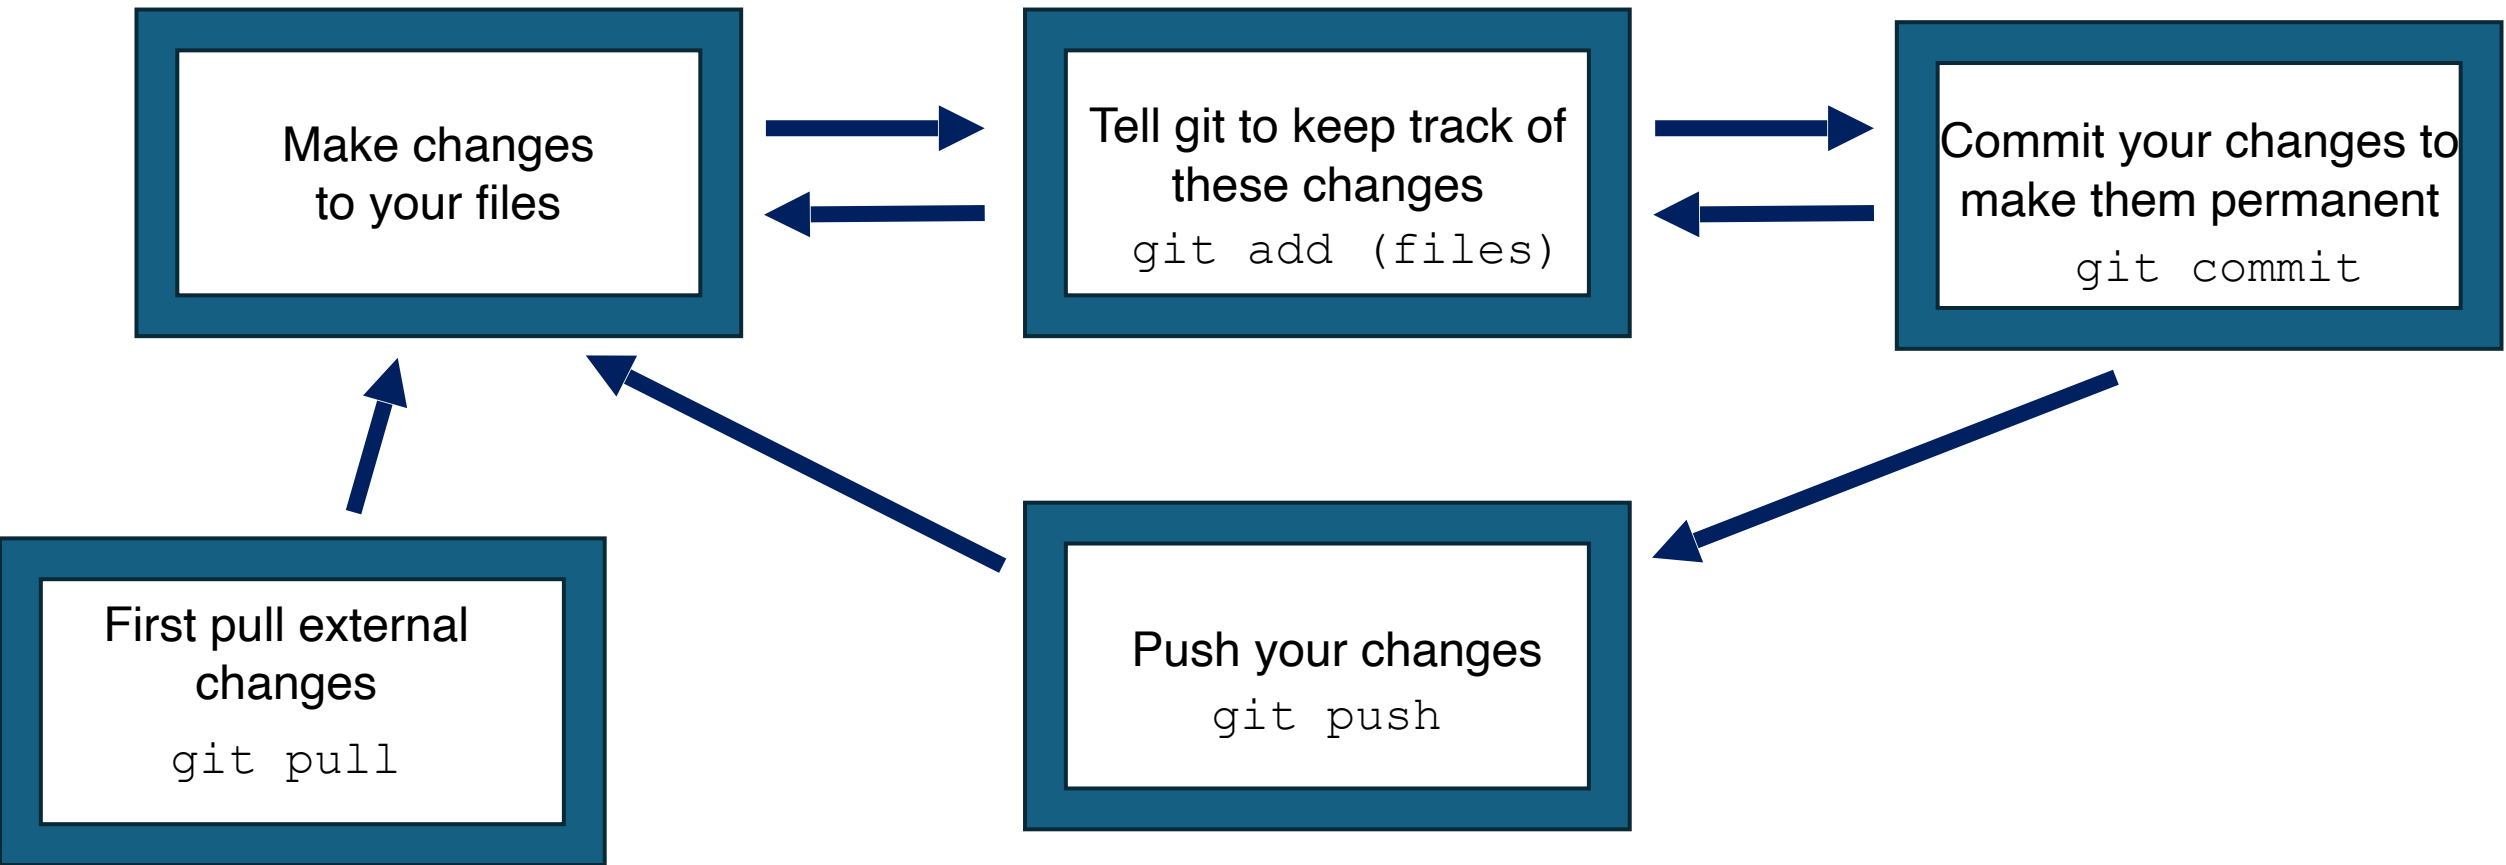 Make changes
to your files
Tell git to keep track of
these changes
git add (files)
Commit your changes to
make them permanent
git commit
First pull external
changes
git pull
Push your changes
git push